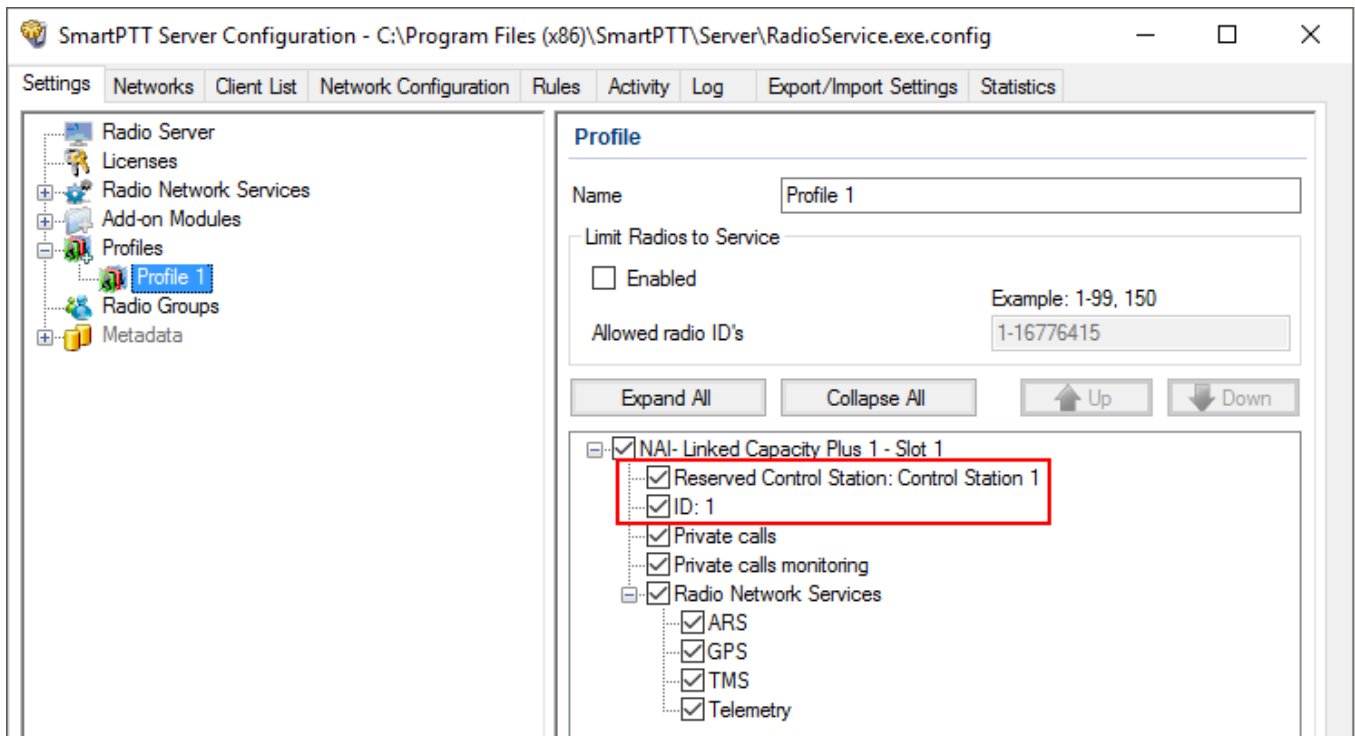 SmartPTT Server Configuration - C:\Program Files (x86)\SmartPTT\Server\RadioService.exe.config
Settings Networks Client List Network Configuration Rules Activity Log Export/Import Settings Statistics
Radio Server
Licenses
Radio Network Services
Add-on Modules
Profiles
Profile 1
Radio Groups
Metadata
Profile
Name Profile 1
Limit Radios to Service
Enabled
Example: 1-99, 150
Allowed radio ID's 1-16776415
Expand All Collapse All Up Down
NAI- Linked Capacity Plus 1 - Slot 1
Reserved Control Station: Control Station 1
ID: 1
Private calls
Private calls monitoring
Radio Network Services
ARS
GPS
TMS
Telemetry